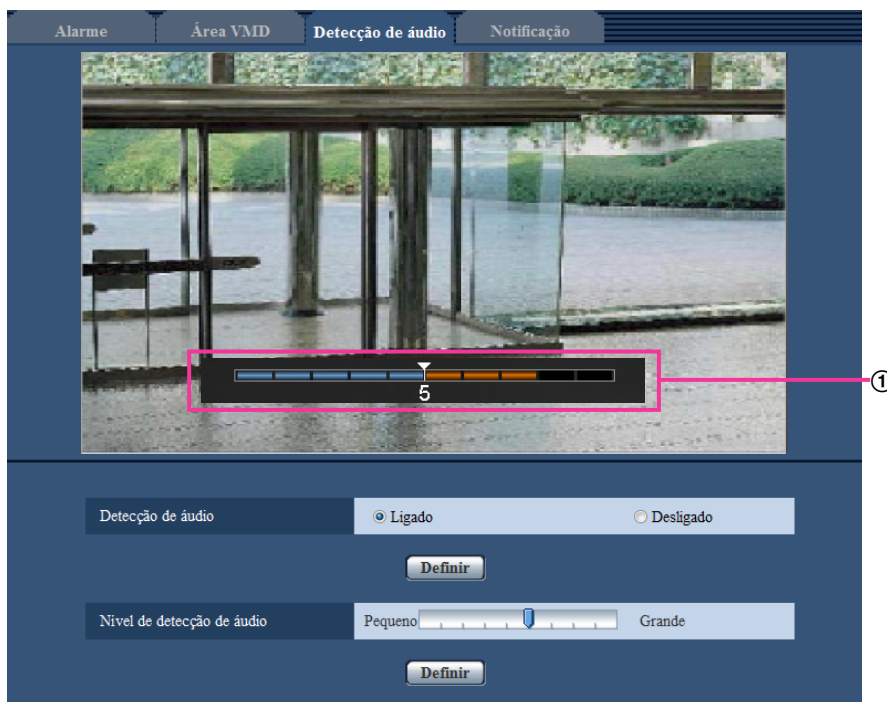 Alarme Área VMD Detecção de áudio Notificação
5
①
Detecção de áudio Ligado Desligado
Definir
Nivel de detecção de áudio Pequeno Grande
Definir